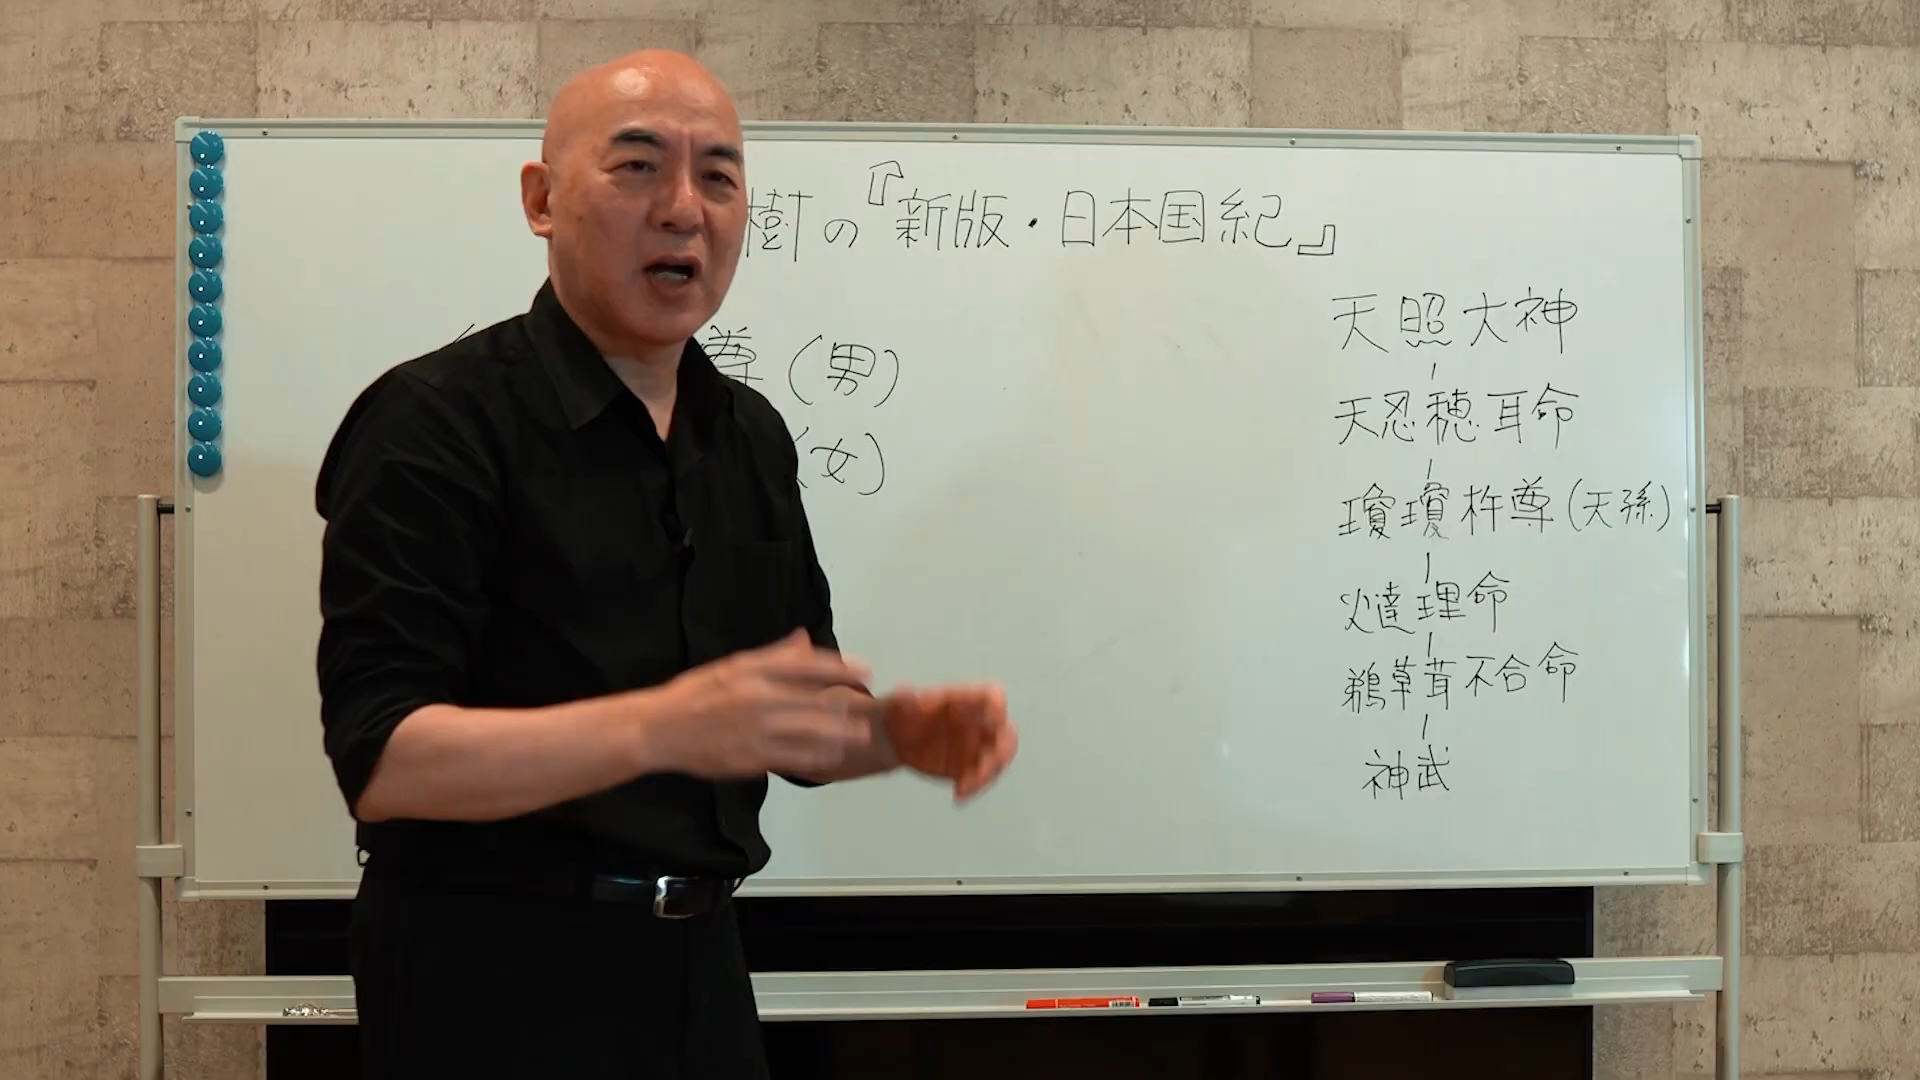 樹の『新版・日本国紀』
尊(男)
(女)
天照大神
天忍穂耳命
瓊瓊杵尊(天孫)
火遠理命
鵜草葺不合命
神武